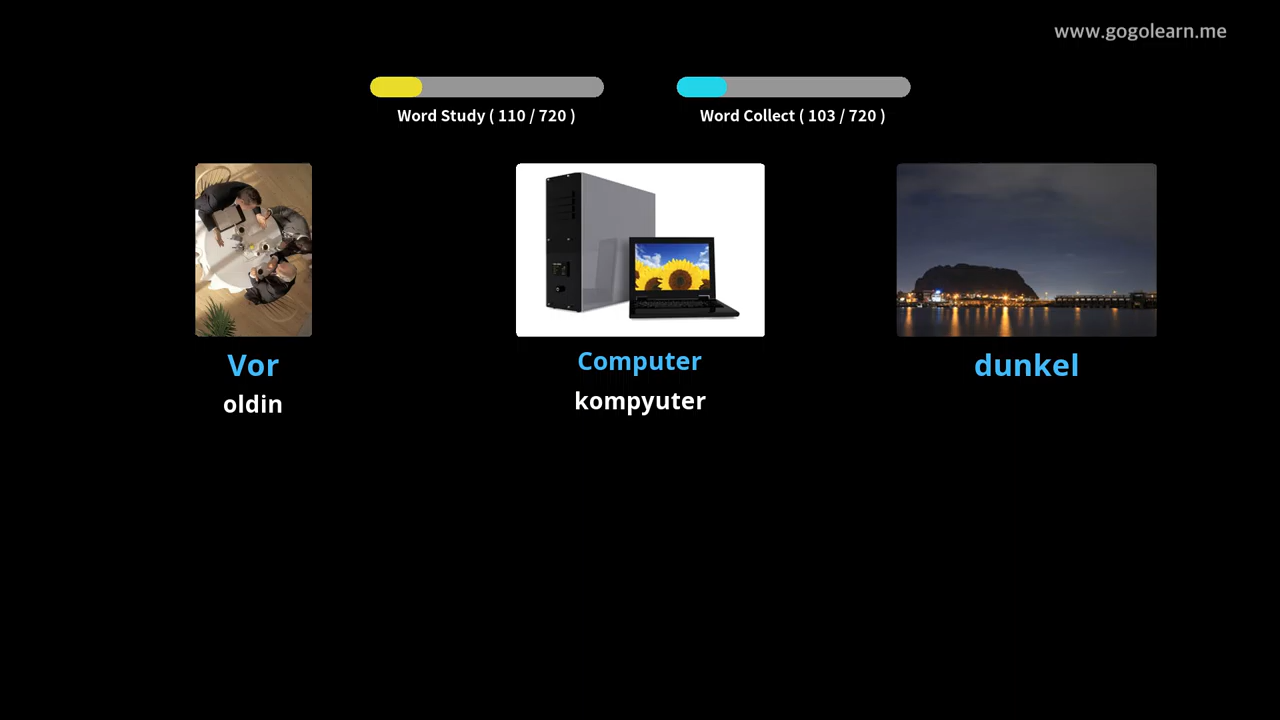 www.gogolearn.me
Word Study ( 110 / 720 )
Word Collect ( 103 / 720 )
Vor
oldin
Computer
kompyuter
dunkel